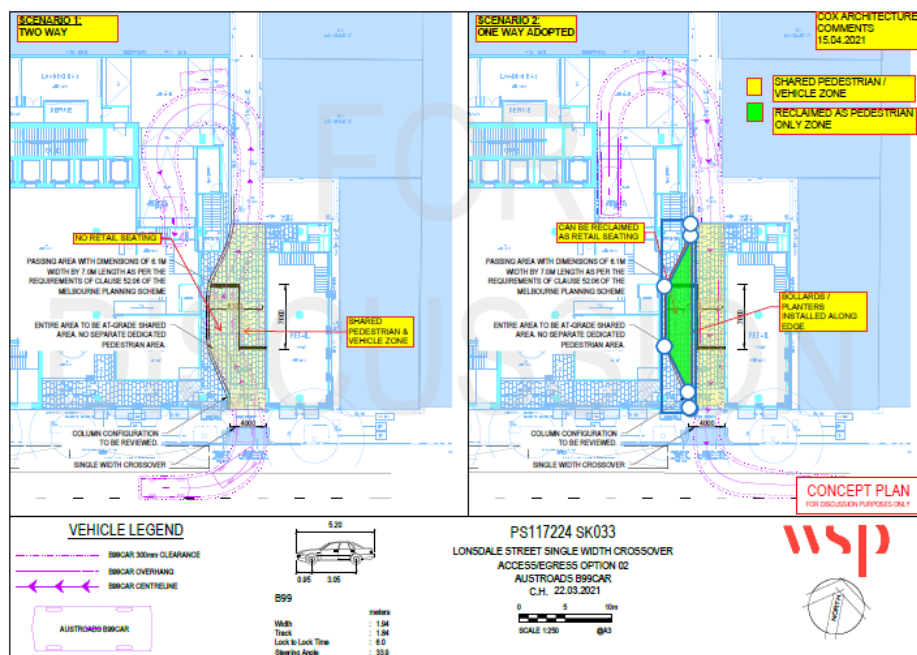 SCENARIO 1:
TWO WAY
SCENARIO 2:
ONE WAY ADOPTED
COX ARCHITECTURE
COMMENTS
15.04.2021
SHARED PEDESTRIAN /
VEHICLE ZONE
RECLAIMED AS PEDESTRIAN
ONLY ZONE
FOR
DISCUSSION
LANDING BAY
NO RETAIL SEATING
PASSING AREA WITH DIMENSIONS OF 6.1M
WIDTH BY 7.0M LENGTH AS PER THE
REQUIREMENTS OF CLAUSE 52.06 OF THE
MELBOURNE PLANNING SCHEME
ENTIRE AREA TO BE AT-GRADE SHARED
AREA. NO SEPARATE DEDICATED
PEDESTRIAN AREA.
7000
SHARED
PEDESTRIAN &
VEHICLE ZONE
COLUMN CONFIGURATION
TO BE REVIEWED.
4000
SINGLE WIDTH CROSSOVER
CAN BE RECLAIMED
AS RETAIL SEATING
PASSING AREA WITH DIMENSIONS OF 6.1M
WIDTH BY 7.0M LENGTH AS PER THE
REQUIREMENTS OF CLAUSE 52.06 OF THE
MELBOURNE PLANNING SCHEME
BOLLARDS /
PLANTERS
INSTALLED ALONG
EDGE
ENTIRE AREA TO BE AT-GRADE SHARED
AREA. NO SEPARATE DEDICATED
PEDESTRIAN AREA.
7000
COLUMN CONFIGURATION
TO BE REVIEWED.
4000
SINGLE WIDTH CROSSOVER
CONCEPT PLAN
FOR DISCUSSION PURPOSES ONLY
VEHICLE LEGEND
B99CAR 300mm CLEARANCE
B99CAR OVERHANG
B99CAR CENTRELINE
AUSTROADS B99CAR
5.20
0.95 3.05
B99
meters
Width : 1.94
Track : 1.84
Lock to Lock Time : 6.0
Steering Angle : 33.9
PS117224 SK033
LONSDALE STREET SINGLE WIDTH CROSSOVER
ACCESS/EGRESS OPTION 02
AUSTROADS B99CAR
C.H. 22.03.2021
0 5 10m
SCALE 1:250 @A3
wsp
NORTH